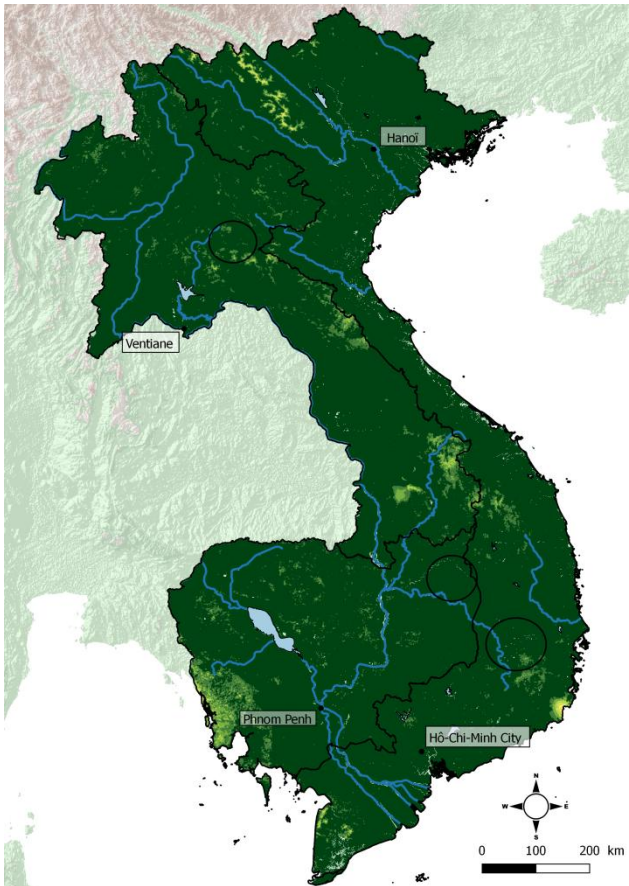 Hanoï
Ventiane
Phnom Penh
Hô-Chi-Minh City
N
W
E
S
0 100 200 km